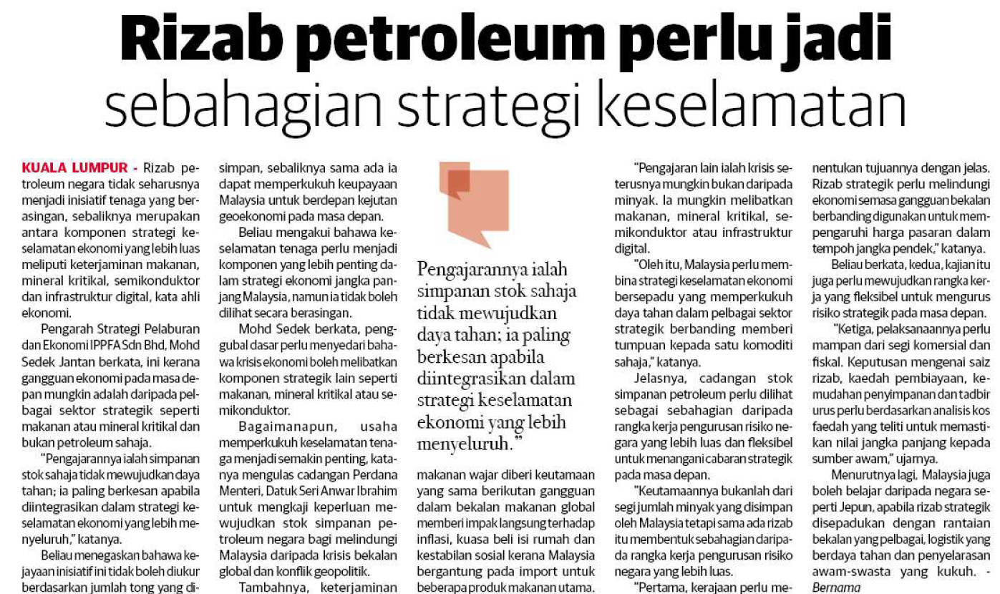 Rizab petroleum perlu jadi
sebahagian strategi keselamatan
KUALA LUMPUR - Rizab pe-
troleum negara tidak seharusnya
menjadi inisiatif tenaga yang ber-
asingan, sebaliknya merupakan
antara komponen strategi ke-
selamatan ekonomi yang lebih luas
meliputi keterjaminan makanan,
mineral kritikal, semikonduktor
dan infrastruktur digital, kata ahli
ekonomi.
Pengarah Strategi Pelaburan
dan Ekonomi IPPFA Sdn Bhd, Mohd
Sedek Jantan berkata, ini kerana
gangguan ekonomi pada masa de-
pan mungkin adalah daripada pel-
bagai sektor strategik seperti
makanan atau mineral kritikal dan
bukan petroleum sahaja.
"Pengajarannya ialah simpanan
stok sahaja tidak mewujudkan daya
tahan; ia paling berkesan apabila
diintegrasikan dalam strategi ke-
selamatan ekonomi yang lebih me-
nyeluruh," katanya.
Beliau menegaskan bahawa ke-
jayaan inisiatif ini tidak boleh diukur
berdasarkan jumlah tong yang di-
simpan, sebaliknya sama ada ia
dapat memperkukuh keupayaan
Malaysia untuk berdepan kejutan
geoekonomi pada masa depan.
Beliau mengakui bahawa ke-
selamatan tenaga perlu menjadi
komponen yang lebih penting da-
lam strategi ekonomi jangka pan-
jang Malaysia, namun ia tidak boleh
dilihat secara berasingan.
Mohd Sedek berkata, peng-
gubal dasar perlu menyedari baha-
wa krisis ekonomi boleh melibatkan
komponen strategik lain seperti
makanan, mineral kritikal atau se-
mikonduktor.
Bagaimanapun, usaha
memperkukuh keselamatan tena-
ga menjadi semakin penting, kata-
nya mengulas cadangan Perdana
Menteri, Datuk Seri Anwar Ibrahim
untuk mengkaji keperluan me-
wujudkan stok simpanan pe-
troleum negara bagi melindungi
Malaysia daripada krisis bekalan
global dan konflik geopolitik.
Tambahnya, keterjaminan
Pengajarannya ialah
simpanan stok sahaja
tidak mewujudkan
daya tahan; ia paling
berkesan apabila
diintegrasikan dalam
strategi keselamatan
ekonomi yang lebih
menyeluruh."
makanan wajar diberi keutamaan
yang sama berikutan gangguan
dalam bekalan makanan global
memberi impak langsung terhadap
inflasi, kuasa beli isi rumah dan
kestabilan sosial kerana Malaysia
bergantung pada import untuk
beberapa produk makanan utama.
"Pengajaran lain ialah krisis se-
terusnya mungkin bukan daripada
minyak. Ia mungkin melibatkan
makanan, mineral kritikal, se-
mikonduktor atau infrastruktur
digital.
"Oleh itu, Malaysia perlu mem-
bina strategi keselamatan ekonomi
bersepadu yang memperkukuh
daya tahan dalam pelbagai sektor
strategik berbanding memberi
tumpuan kepada satu komoditi
sahaja," katanya.
Jelasnya, cadangan stok
simpanan petroleum perlu dilihat
sebagai sebahagian daripada
rangka kerja pengurusan risiko ne-
gara yang lebih luas dan fleksibel
untuk menangani cabaran strategik
pada masa depan.
"Keutamaannya bukanlah dari
segi jumlah minyak yang disimpan
oleh Malaysia tetapi sama ada rizab
itu membentuk sebahagian daripa-
da rangka kerja pengurusan risiko
negara yang lebih luas.
"Pertama, kerajaan perlu me-
nentukan tujuannya dengan jelas.
Rizab strategik perlu melindungi
ekonomi semasa gangguan bekalan
berbanding digunakan untuk mem-
pengaruhi harga pasaran dalam
tempoh jangka pendek," katanya.
Beliau berkata, kedua, kajian itu
juga perlu mewujudkan rangka ker-
ja yang fleksibel untuk mengurus
risiko strategik pada masa depan.
"Ketiga, pelaksanaannya perlu
mampan dari segi komersial dan
fiskal. Keputusan mengenai saiz
rizab, kaedah pembiayaan, ke-
mudahan penyimpanan dan tadbir
urus perlu berdasarkan analisis kos
faedah yang teliti untuk memasti-
kan nilai jangka panjang kepada
sumber awam," ujarnya.
Menurutnya lagi, Malaysia juga
boleh belajar daripada negara se-
perti Jepun, apabila rizab strategik
disepadukan dengan rantaian
bekalan yang pelbagai, logistik yang
berdaya tahan dan penyelarasan
awam-swasta yang kukuh. -
Bernama